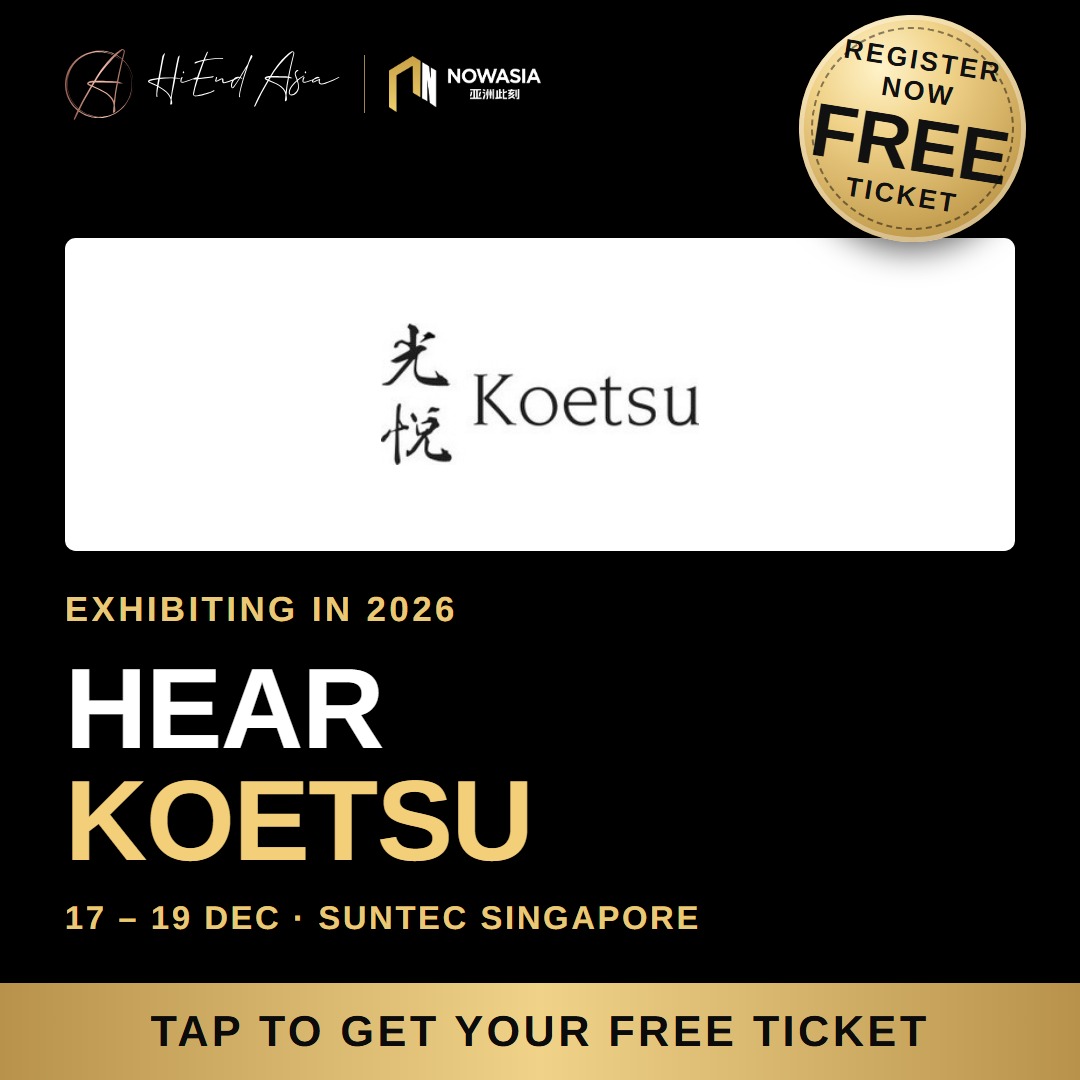 A HiEnd Asia
NOWASIA
亚洲此刻
REGISTER
NOW
FREE
TICKET
光悦
Koetsu
EXHIBITING IN 2026
HEAR
KOETSU
17 – 19 DEC · SUNTEC SINGAPORE
TAP TO GET YOUR FREE TICKET